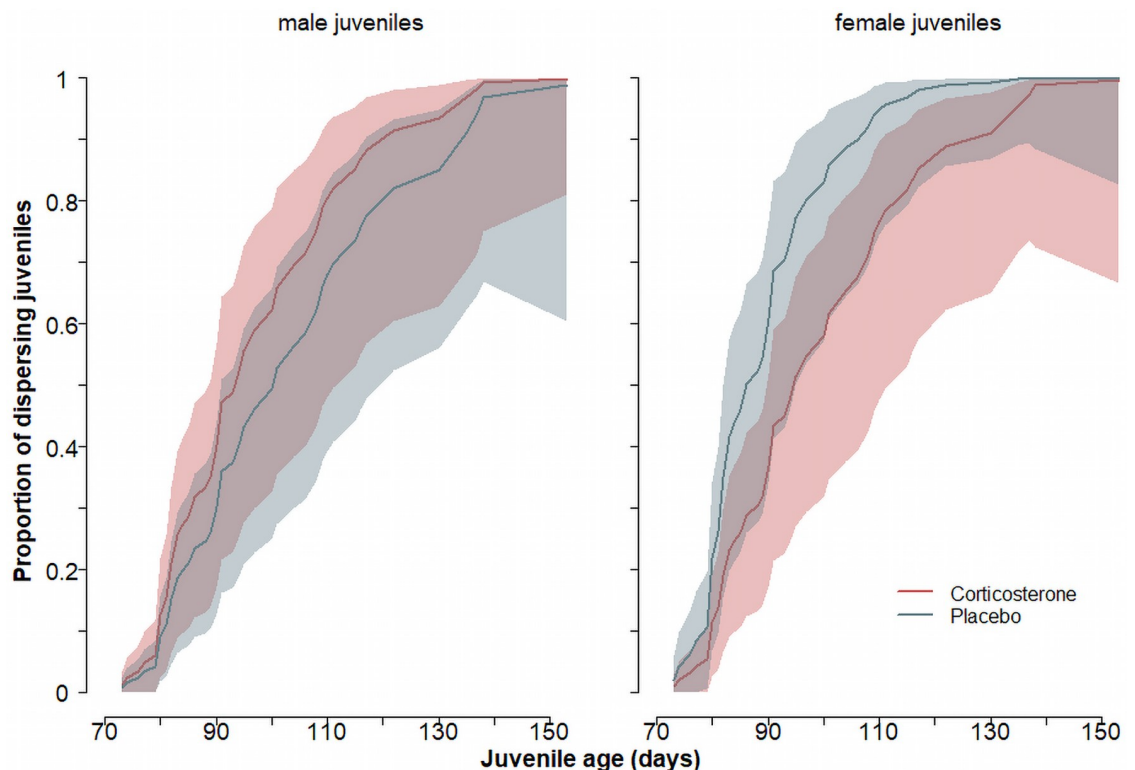 male juveniles
female juveniles
Proportion of dispersing juveniles
1
0.8
0.6
0.4
0.2
0
70 90 110 130 150
70 90 110 130 150
Corticosterone
Placebo
Juvenile age (days)